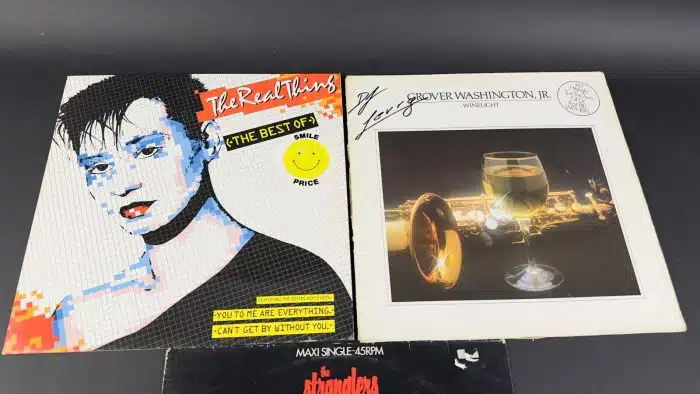 The Real Thing
(·THE BEST OF·)
SMILE
PRICE
·YOU TO ME ARE EVERYTHING.
·CAN'T GET BY WITHOUT YOU.·
DJ
GROVER WASHINGTON, JR.
WINELIGHT
MAXI SINGLE-45RPM
the
stranglers